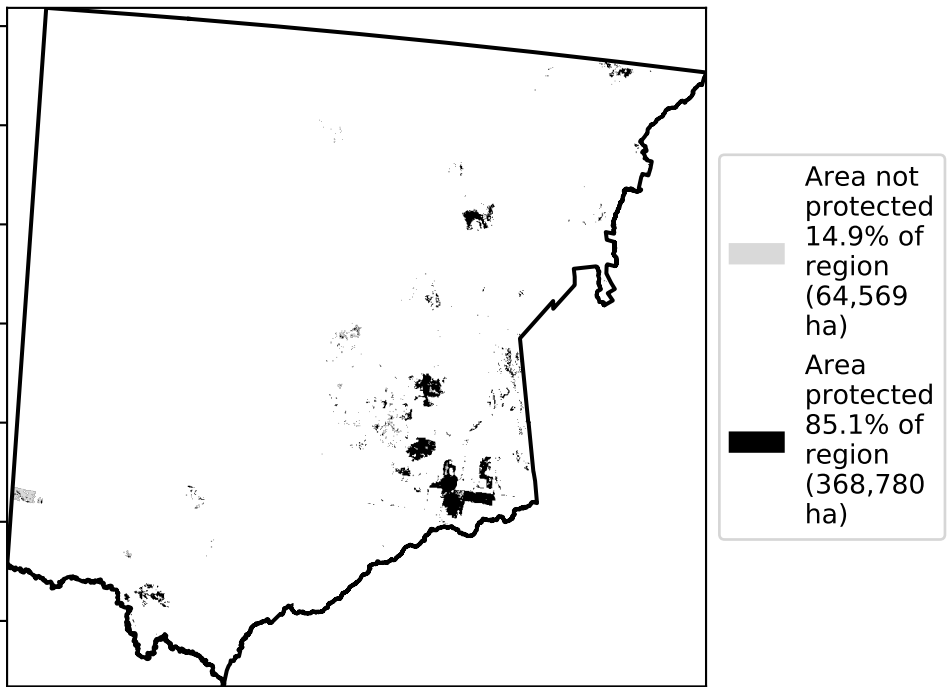 Area not
protected
14.9% of
region
(64,569
ha)
Area
protected
85.1% of
region
(368,780
ha)